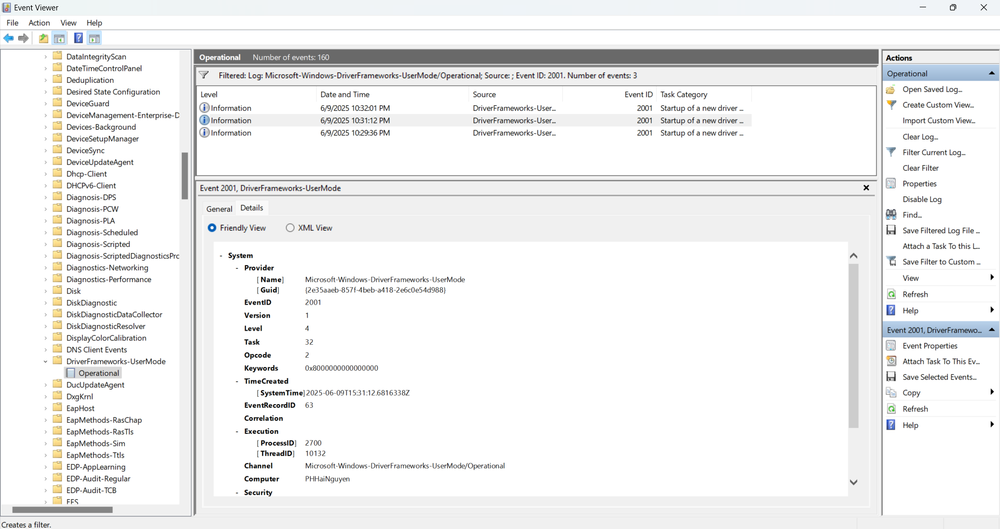 Event Viewer
File Action View Help
DataIntegrityScan
DateTimeControlPanel
Deduplication
Desired State Configuration
DeviceGuard
DeviceManagement-Enterprise-D
Devices-Background
DeviceSetupManager
DeviceSync
DeviceUpdateAgent
Dhcp-Client
DHCPv6-Client
Diagnosis-DPS
Diagnosis-PCW
Diagnosis-PLA
Diagnosis-Scheduled
Diagnosis-Scripted
Diagnosis-ScriptedDiagnosticsPrc
Diagnostics-Networking
Diagnostics-Performance
Disk
DiskDiagnostic
DiskDiagnosticDataCollector
DiskDiagnosticResolver
DisplayColorCalibration
DNS Client Events
DriverFrameworks-UserMode
Operational
DucUpdateAgent
DxgKrnl
EapHost
EapMethods-RasChap
EapMethods-RasTls
EapMethods-Sim
EapMethods-Ttls
EDP-AppLearning
EDP-Audit-Regular
EDP-Audit-TCB
EFS
Operational Number of events: 160
Filtered: Log: Microsoft-Windows-DriverFrameworks-UserMode/Operational; Source: ; Event ID: 2001. Number of events: 3
Level Date and Time Source Event ID Task Category
Information 6/9/2025 10:32:01 PM DriverFrameworks-User... 2001 Startup of a new driver ...
Information 6/9/2025 10:31:12 PM DriverFrameworks-User... 2001 Startup of a new driver ...
Information 6/9/2025 10:29:36 PM DriverFrameworks-User... 2001 Startup of a new driver ...
Event 2001, DriverFrameworks-UserMode
General Details
Friendly View XML View
- System
- Provider
[ Name] Microsoft-Windows-DriverFrameworks-UserMode
[ Guid] {2e35aaeb-857f-4beb-a418-2e6c0e54d988}
EventID 2001
Version 1
Level 4
Task 32
Opcode 2
Keywords 0x8000000000000000
- TimeCreated
[ SystemTime] 2025-06-09T15:31:12.6816338Z
EventRecordID 63
Correlation
- Execution
[ ProcessID] 2700
[ ThreadID] 10132
Channel Microsoft-Windows-DriverFrameworks-UserMode/Operational
Computer PHHaiNguyen
- Security
Actions
Operational
Open Saved Log...
Create Custom View...
Import Custom View...
Clear Log...
Filter Current Log...
Clear Filter
Properties
Disable Log
Find...
Save Filtered Log File ...
Attach a Task To this L...
Save Filter to Custom ...
View
Refresh
Help
Event 2001, DriverFramewo...
Event Properties
Attach Task To This Ev...
Save Selected Events...
Copy
Refresh
Help
Creates a filter.